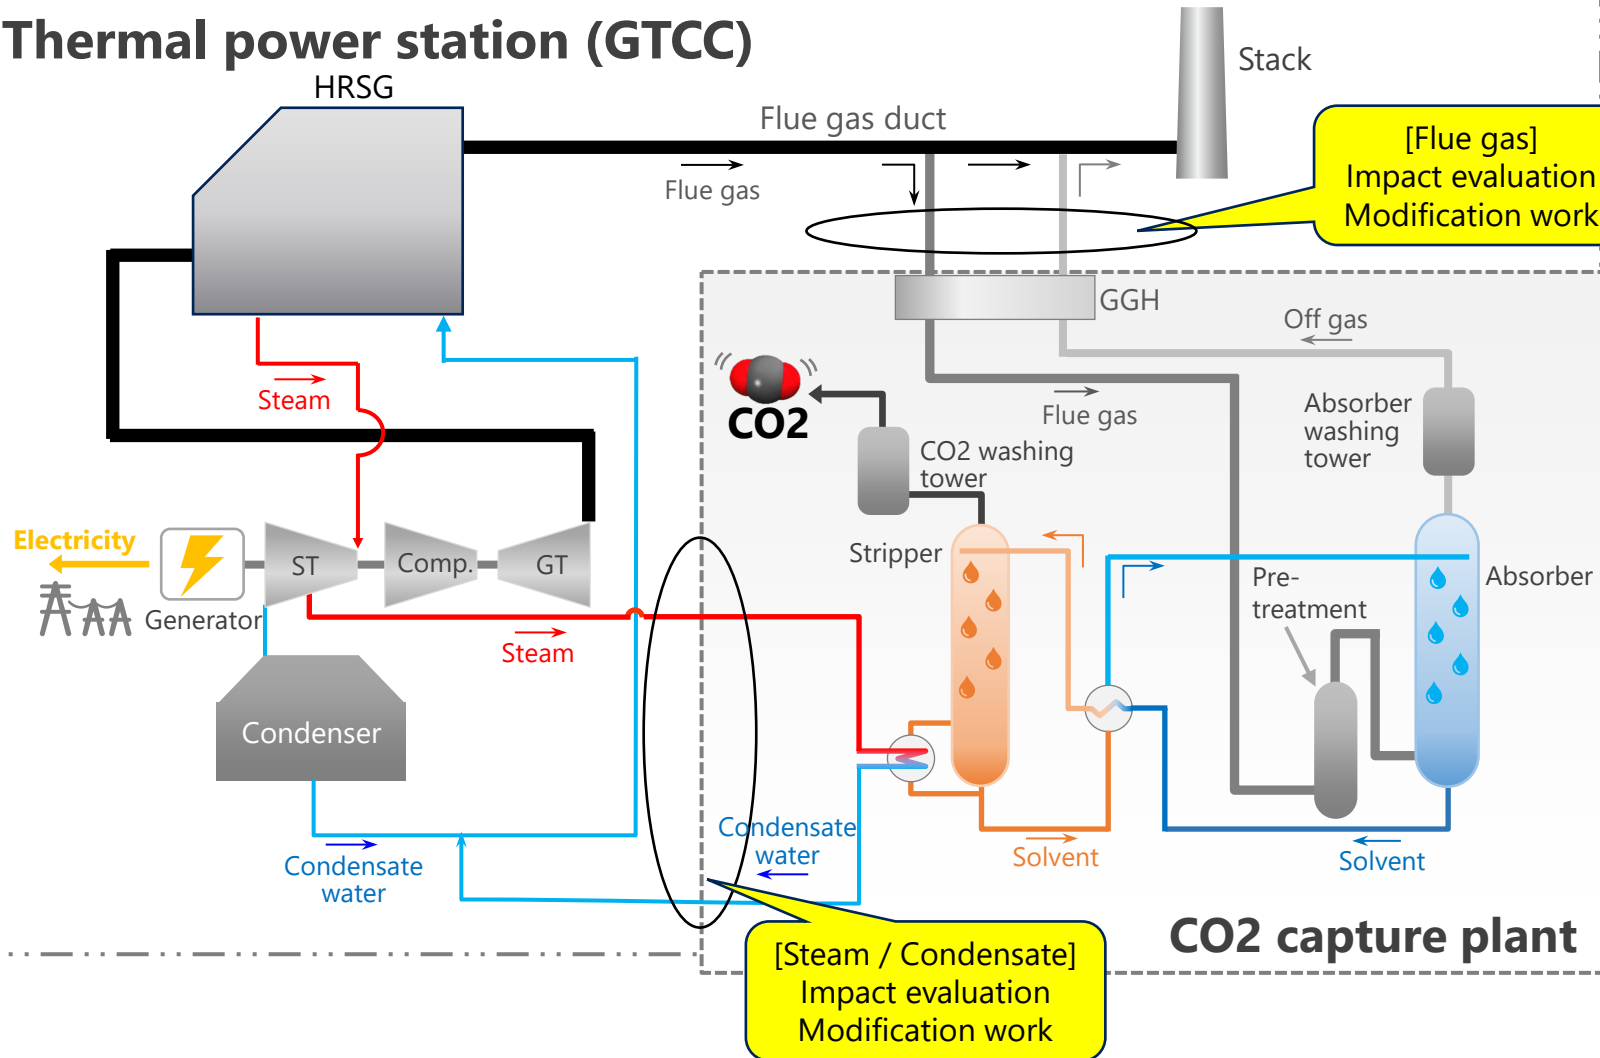 Thermal power station (GTCC)
HRSG
Stack
Flue gas duct
Flue gas
[Flue gas]
Impact evaluation
Modification work
GGH
Off gas
Steam
CO2
Flue gas
Absorber
washing
tower
CO2 washing
tower
Electricity
ST
Comp.
GT
Generator
Stripper
Pre-
treatment
Absorber
Steam
Condenser
Condensate
water
Condensate
water
Solvent
Solvent
[Steam / Condensate]
Impact evaluation
Modification work
CO2 capture plant